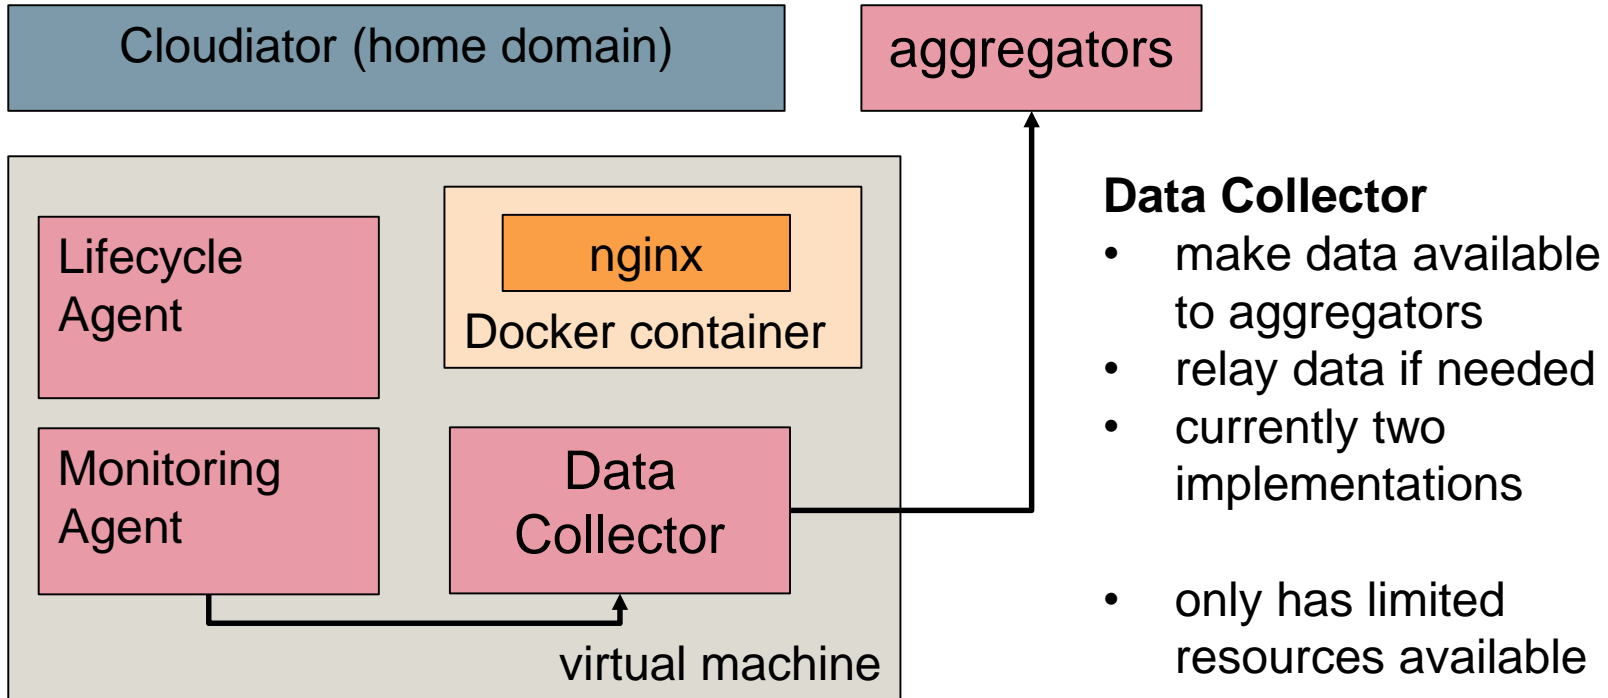 Cloudiator (home domain)
aggregators
Lifecycle
Agent
nginx
Docker container
Monitoring
Agent
Data
Collector
virtual machine
Data Collector
• make data available
to aggregators
• relay data if needed
• currently two
implementations
• only has limited
resources available